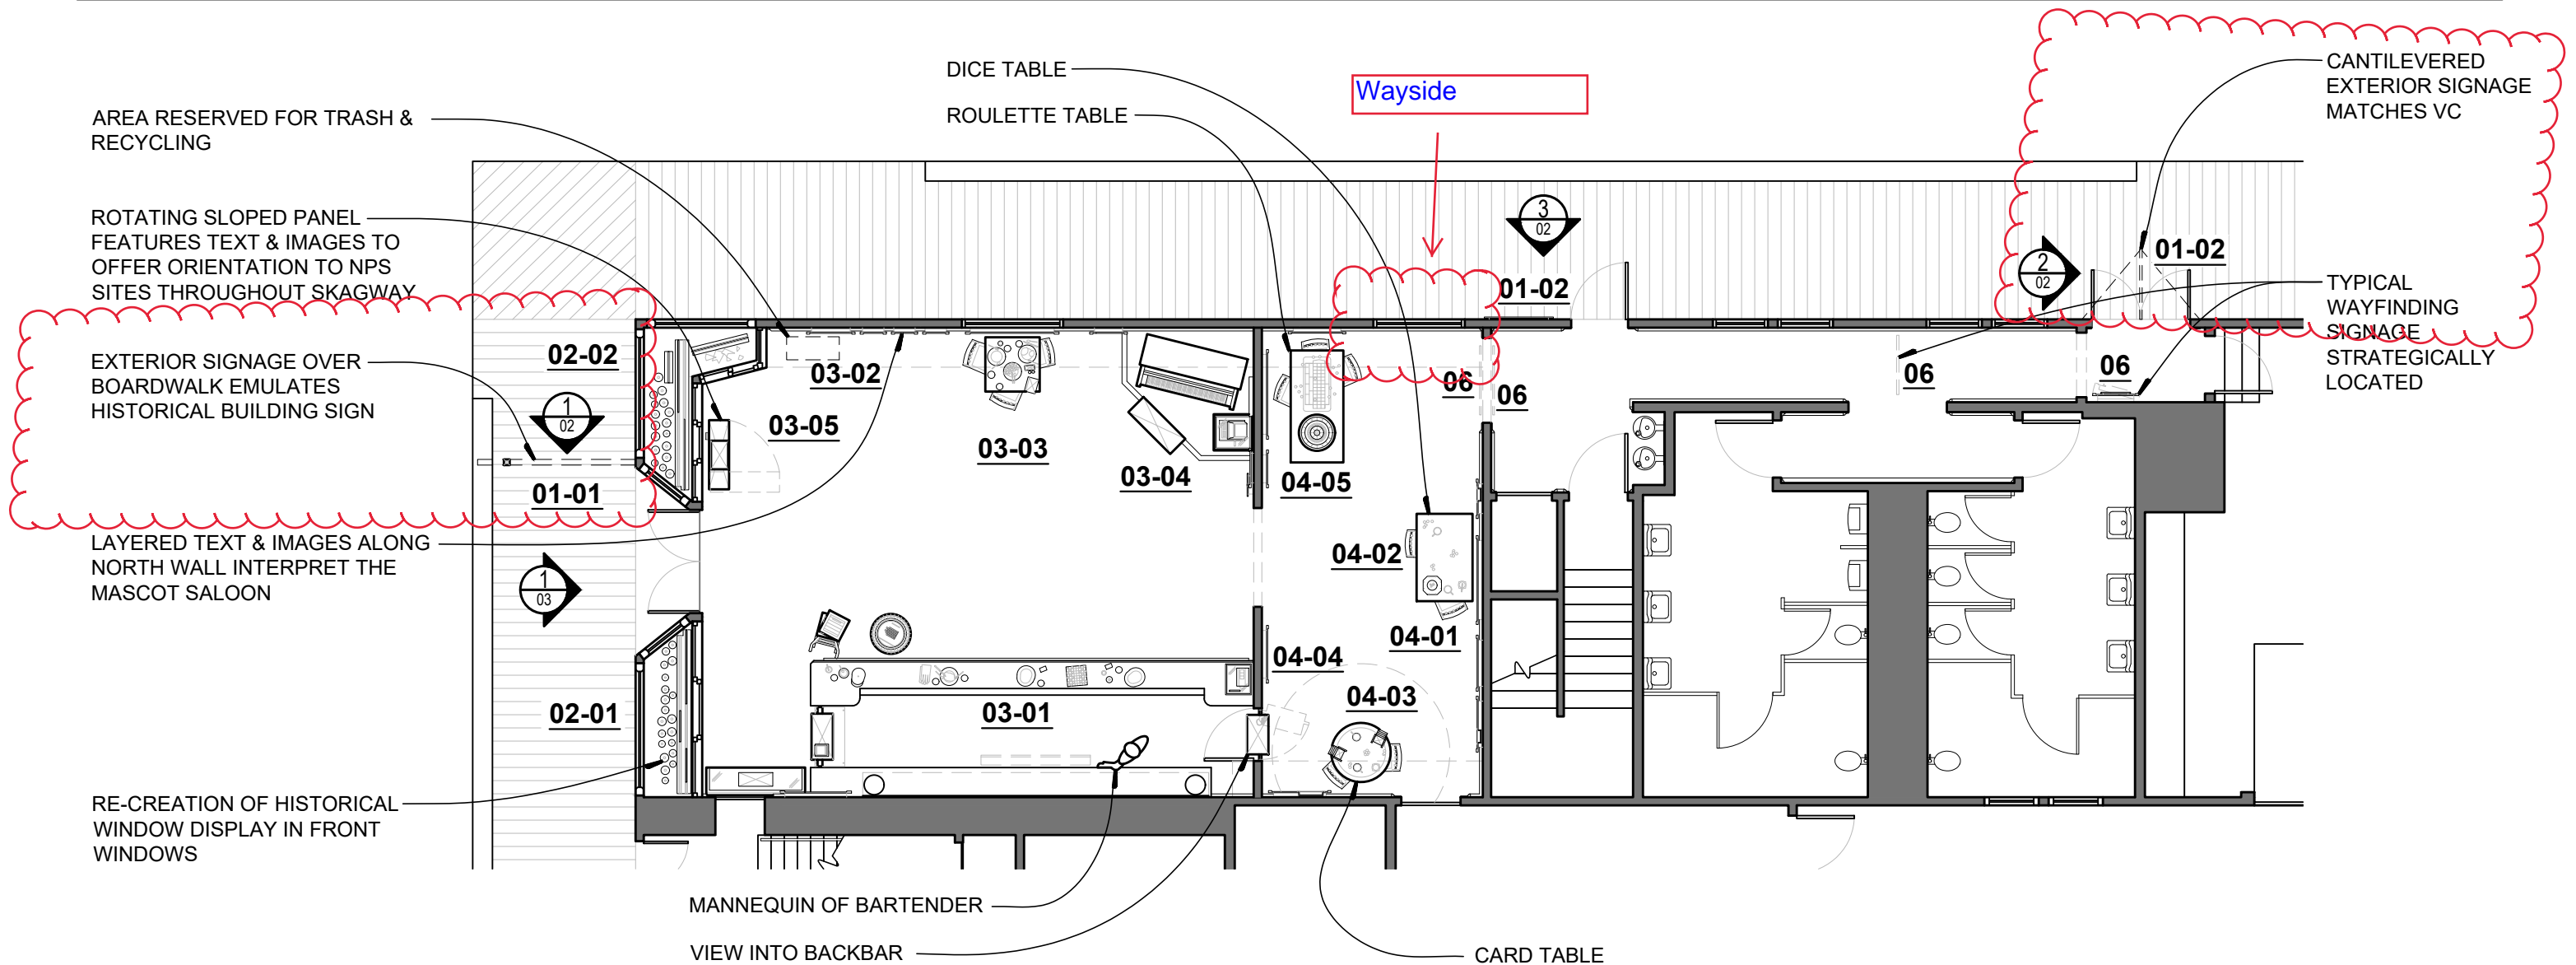 DICE TABLE
ROULETTE TABLE
Wayside
CANTILEVERED
EXTERIOR SIGNAGE
MATCHES VC
AREA RESERVED FOR TRASH &
RECYCLING
ROTATING SLOPED PANEL
FEATURES TEXT & IMAGES TO
OFFER ORIENTATION TO NPS
SITES THROUGHOUT SKAGWAY
EXTERIOR SIGNAGE OVER
BOARDWALK EMULATES
HISTORICAL BUILDING SIGN
LAYERED TEXT & IMAGES ALONG
NORTH WALL INTERPRET THE
MASCOT SALOON
RE-CREATION OF HISTORICAL
WINDOW DISPLAY IN FRONT
WINDOWS
TYPICAL
WAYFINDING
SIGNAGE
STRATEGICALLY
LOCATED
3
02
2
02
1
02
1
03
01-02
01-02
02-02
01-01
02-01
03-02
03-05
03-03
03-04
03-01
04-05
04-02
04-01
04-04
04-03
06
06
06
06
MANNEQUIN OF BARTENDER
VIEW INTO BACKBAR
CARD TABLE